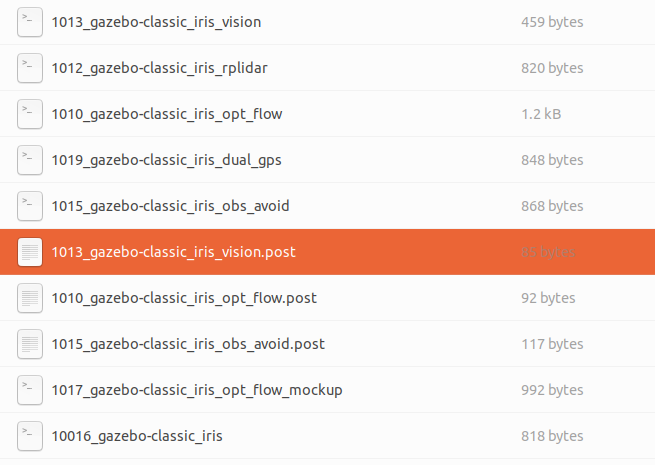 1013_gazebo-classic_iris_vision 459 bytes
1012_gazebo-classic_iris_rplidar 820 bytes
1010_gazebo-classic_iris_opt_flow 1.2 kB
1019_gazebo-classic_iris_dual_gps 848 bytes
1015_gazebo-classic_iris_obs_avoid 868 bytes
1013_gazebo-classic_iris_vision.post 85 bytes
1010_gazebo-classic_iris_opt_flow.post 92 bytes
1015_gazebo-classic_iris_obs_avoid.post 117 bytes
1017_gazebo-classic_iris_opt_flow_mockup 992 bytes
10016_gazebo-classic_iris 818 bytes